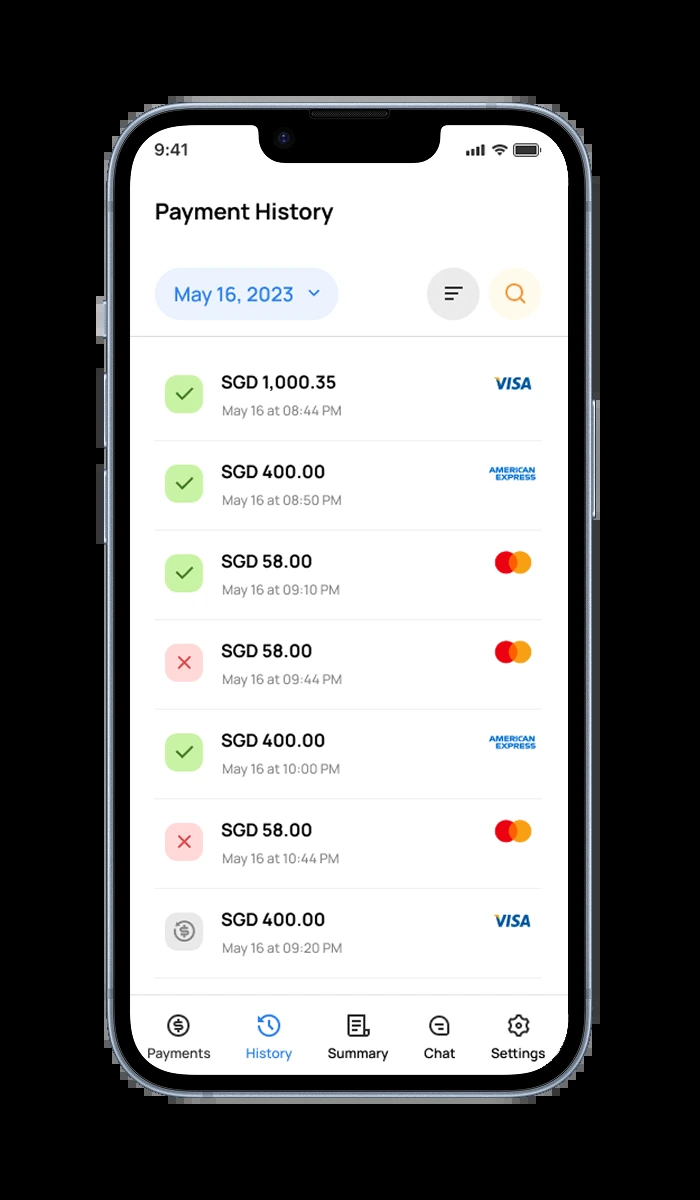 9:41
Payment History
May 16, 2023
SGD 1,000.35
VISA
May 16 at 08:44 PM
SGD 400.00
AMERICAN
EXPRESS
May 16 at 08:50 PM
SGD 58.00
May 16 at 09:10 PM
SGD 58.00
May 16 at 09:44 PM
SGD 400.00
AMERICAN
EXPRESS
May 16 at 10:00 PM
SGD 58.00
May 16 at 10:44 PM
SGD 400.00
VISA
May 16 at 09:20 PM
Payments History Summary Chat Settings